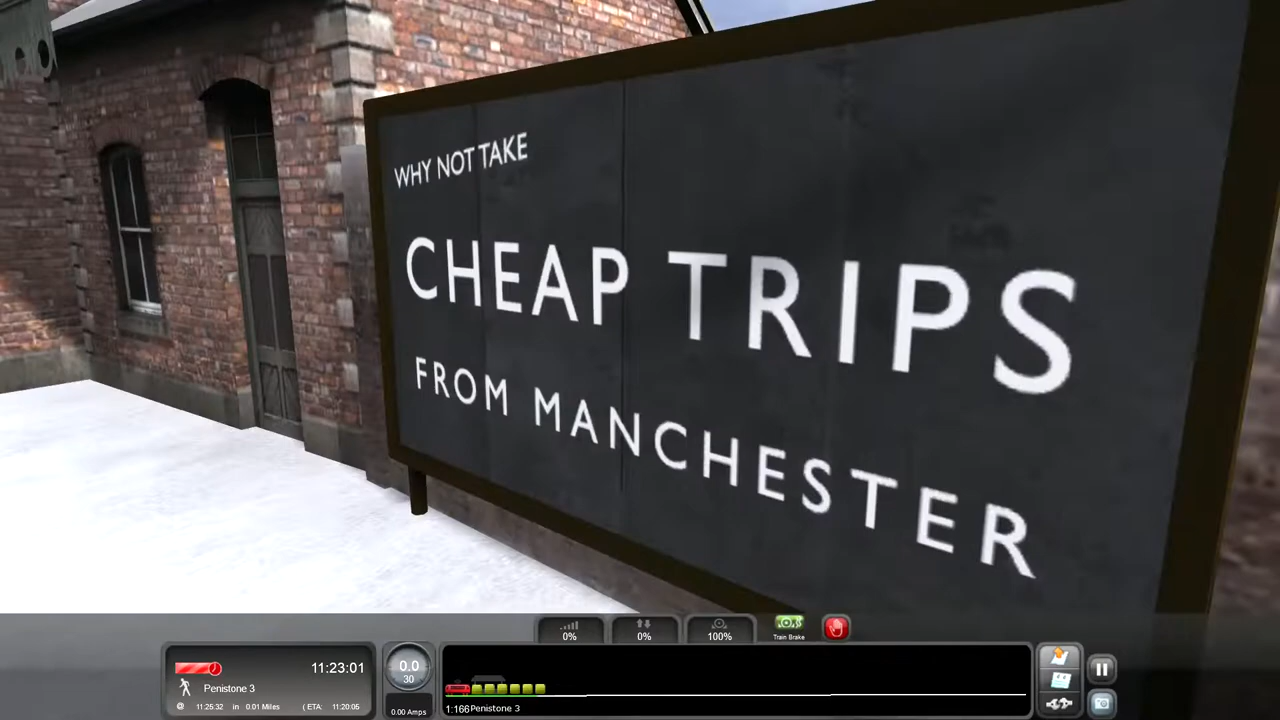 WHY NOT TAKE
CHEAP TRIPS
FROM MANCHESTER
0%
0%
100%
Train Brake
11:23:01
Penistone 3
@ 11:25:32 in 0.01 Miles ( ETA: 11:20:05
0.0
30
0.00 Amps
1:166 Penistone 3